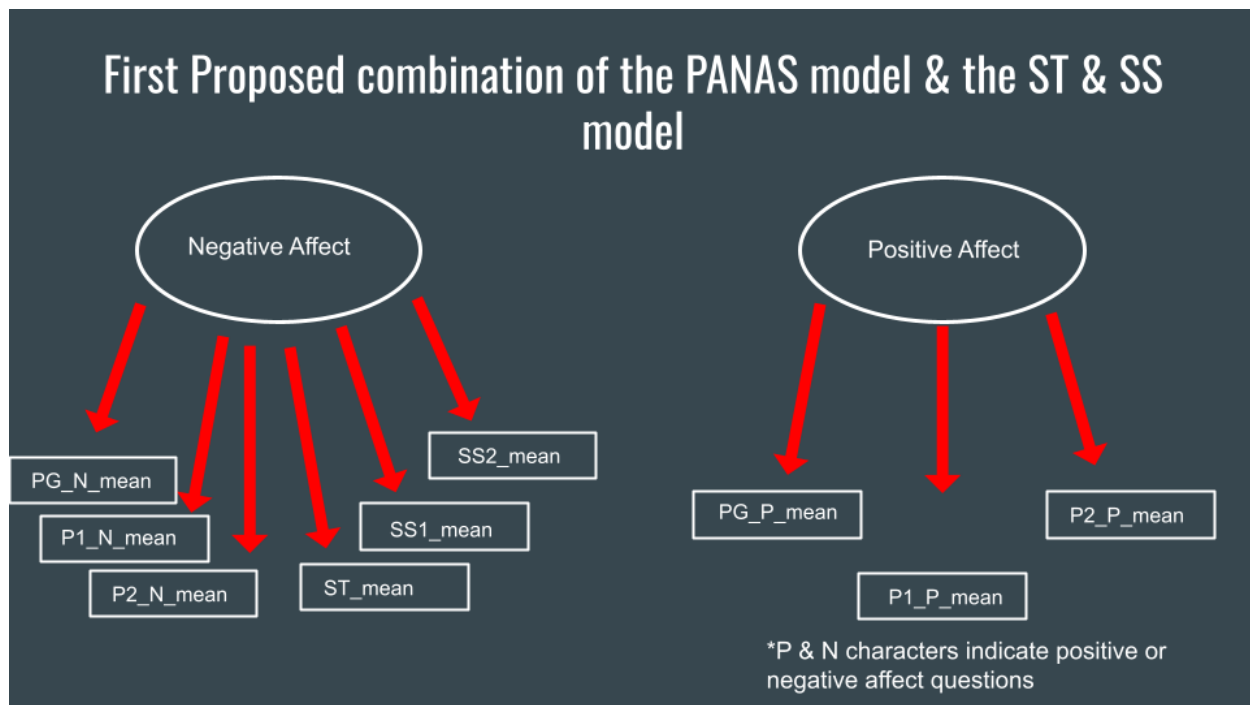 First Proposed combination of the PANAS model & the ST & SS
model
Negative Affect
Positive Affect
PG_N_mean
P1_N_mean
P2_N_mean
ST_mean
SS1_mean
SS2_mean
PG_P_mean
P1_P_mean
P2_P_mean
*P & N characters indicate positive or
negative affect questions